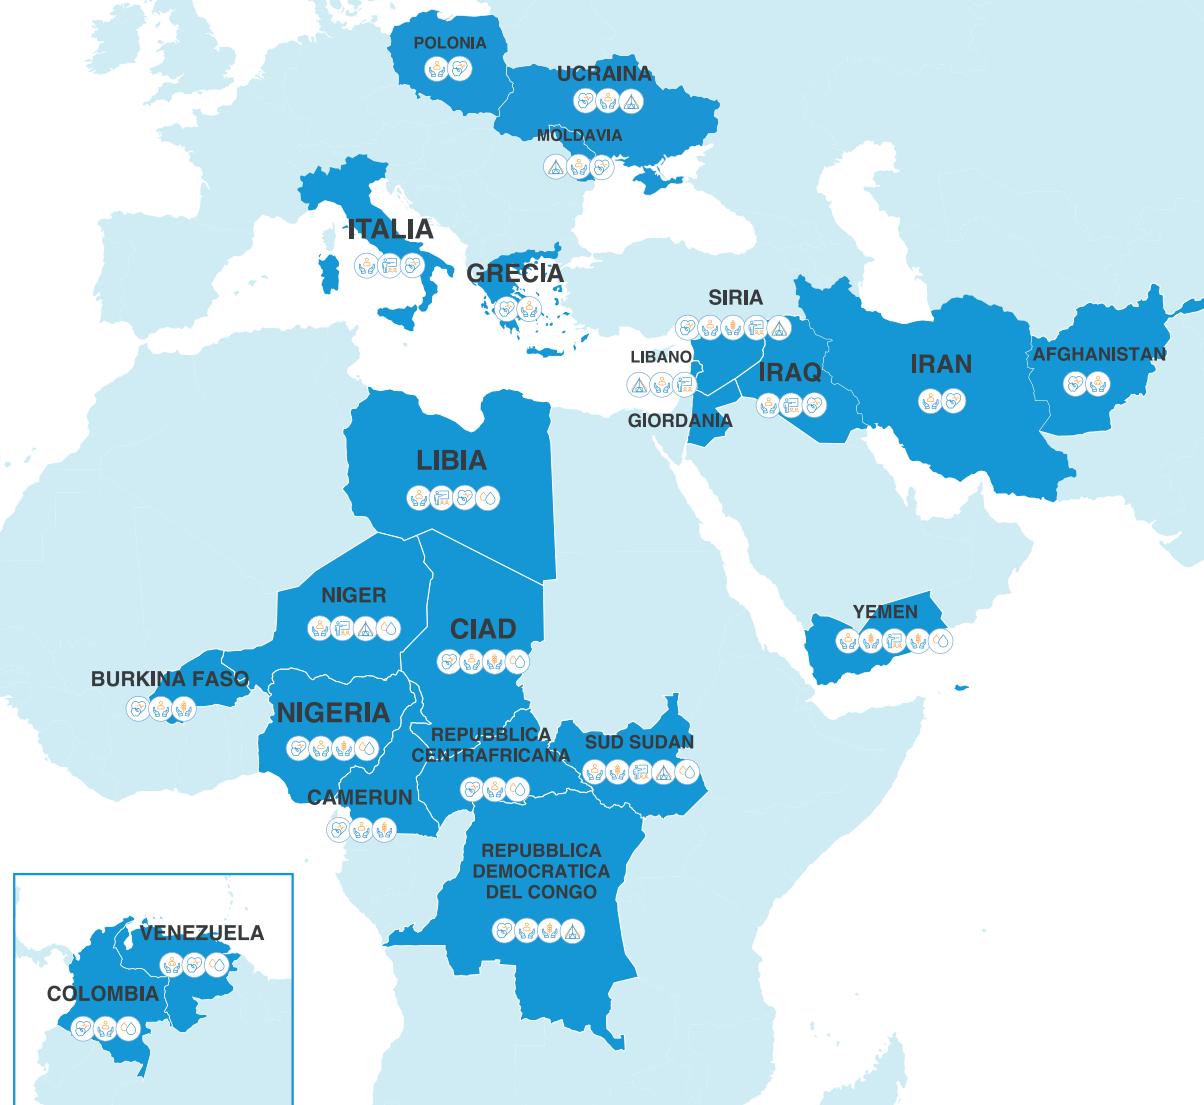 POLONIA
UCRAINA
MOLDAVIA
ITALIA
GRECIA
SIRIA
LIBANO
IRAQ
IRAN
AFGHANISTAN
GIORDANIA
LIBIA
NIGER
CIAD
YEMEN
BURKINA FASO
NIGERIA
REPUBBLICA
CENTRAFRICANA
SUD SUDAN
CAMERUN
REPUBBLICA
DEMOCRATICA
DEL CONGO
VENEZUELA
COLOMBIA